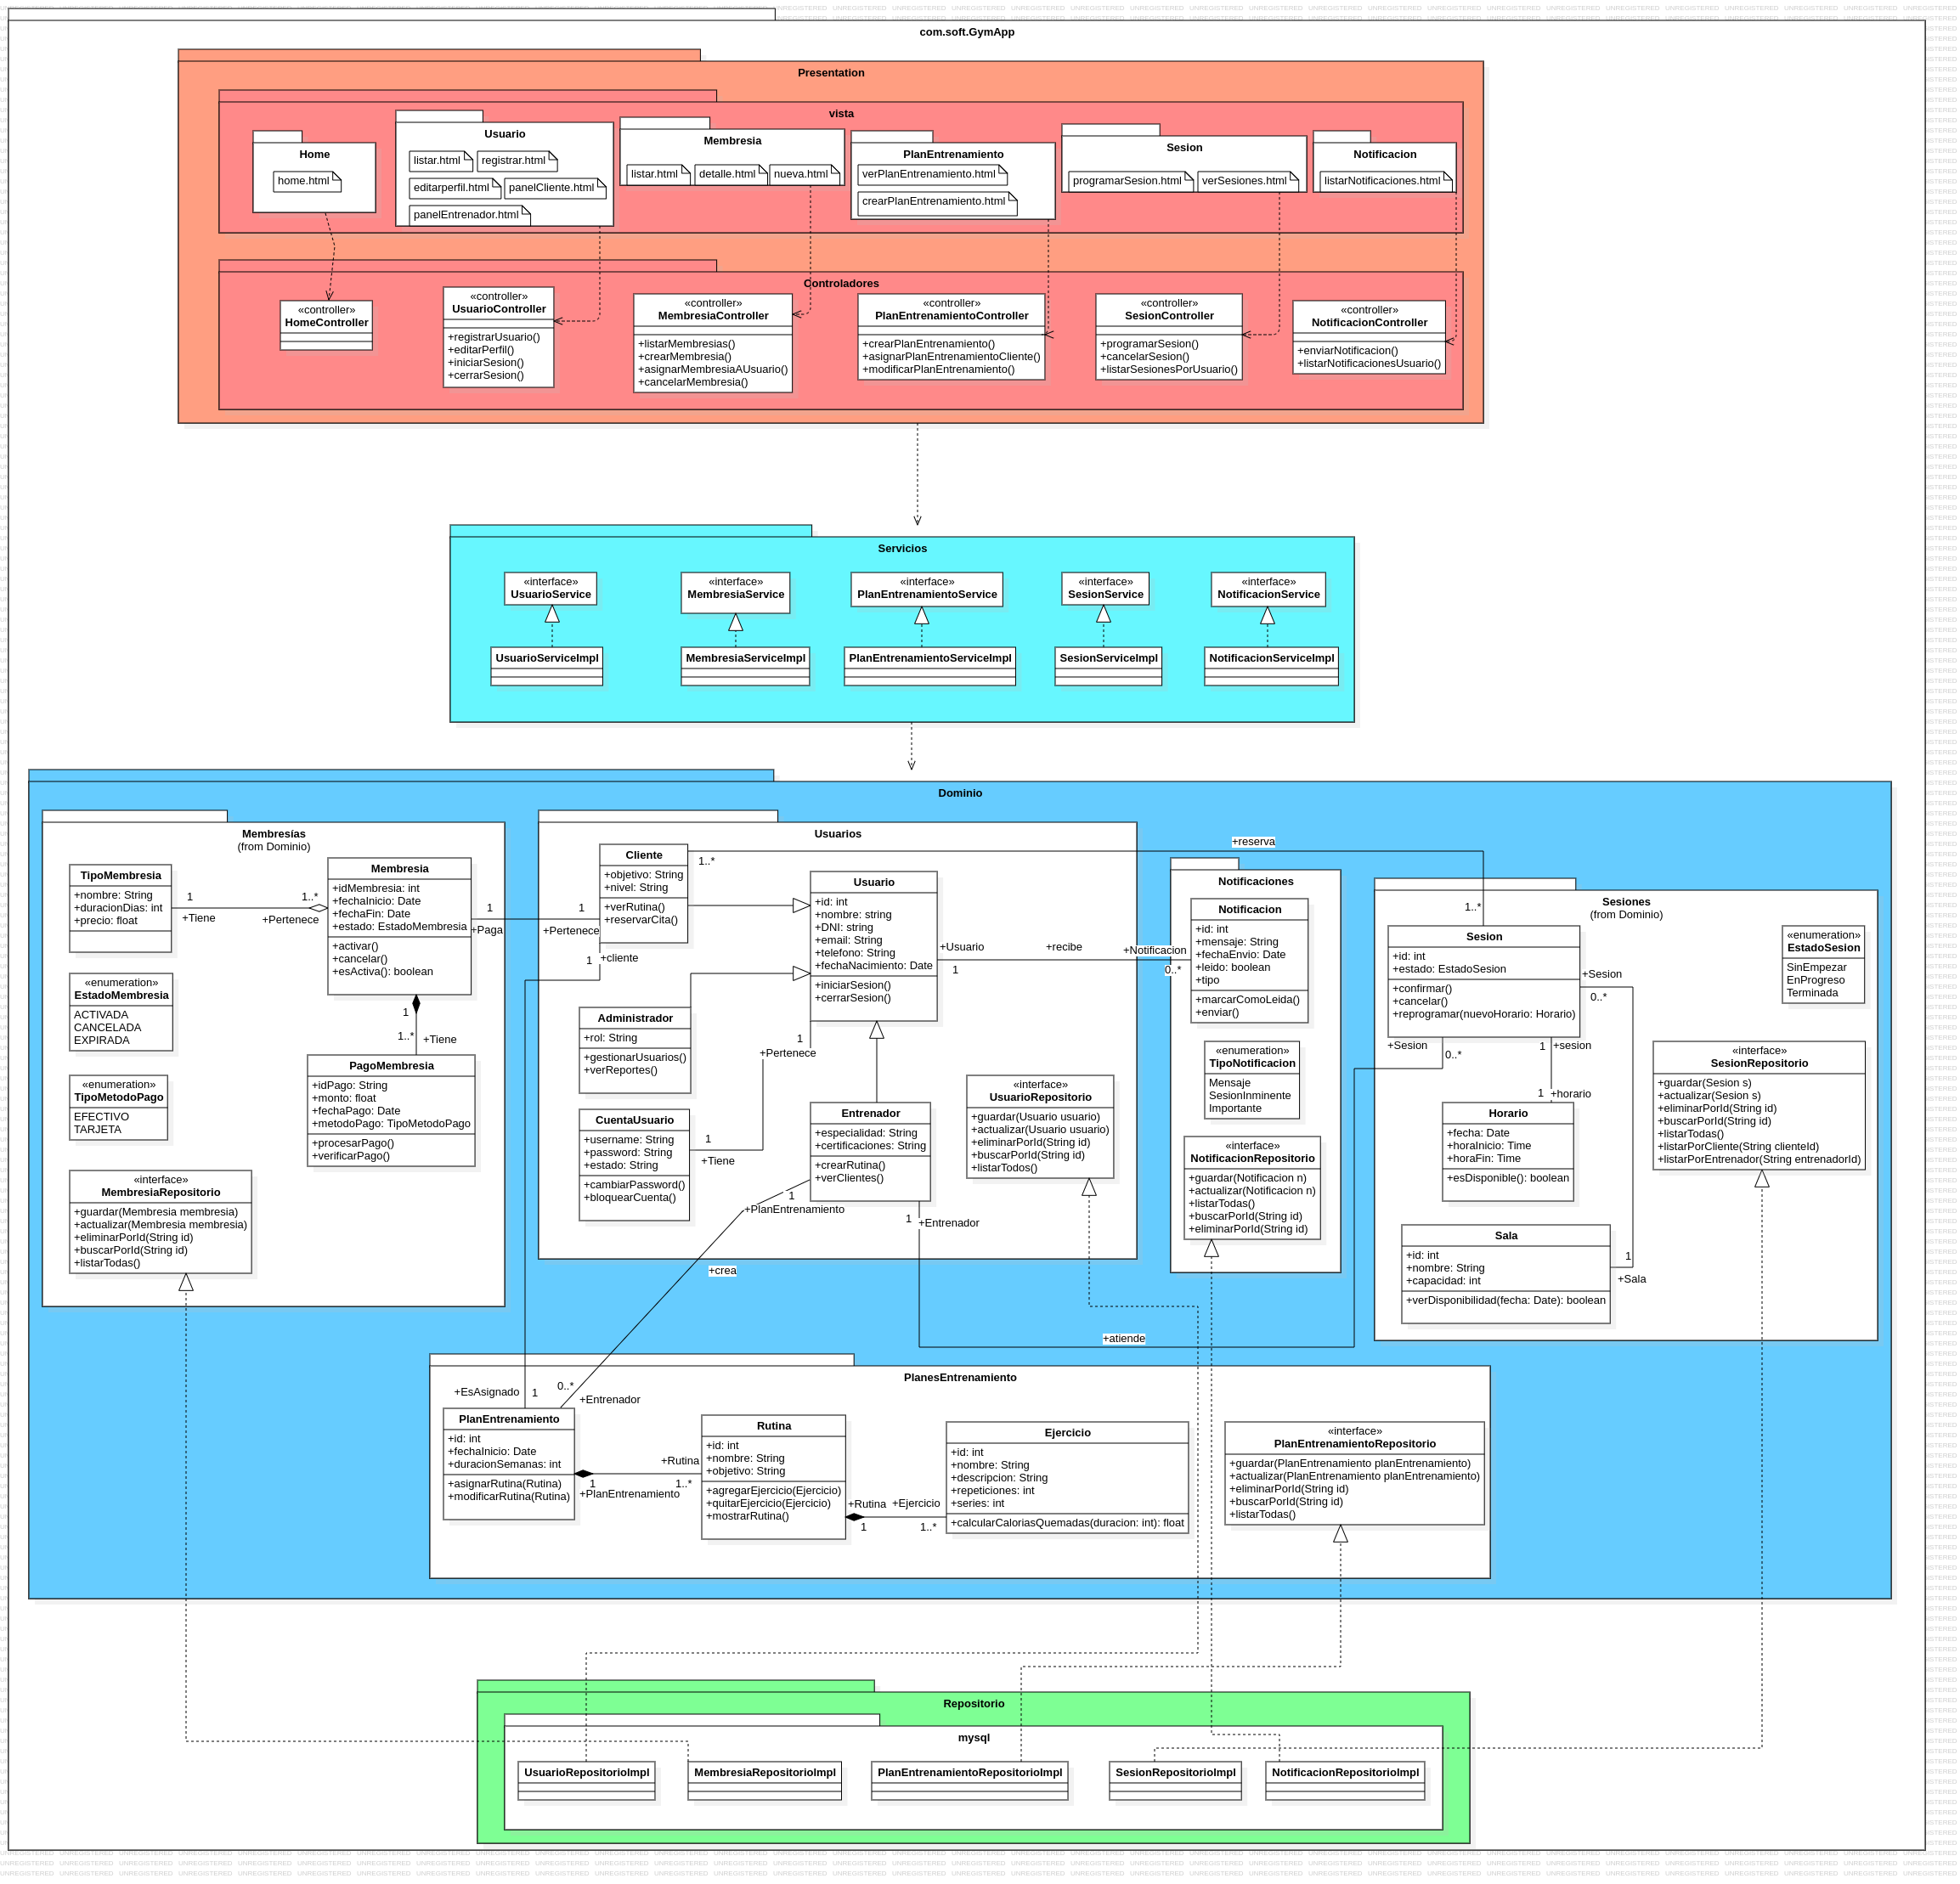 com.soft.GymApp
Presentation
vista
Home
home.html
Usuario
listar.html
registrar.html
editarperfil.html
panelCliente.html
panelEntrenador.html
Membresia
listar.html
detalle.html
nueva.html
PlanEntrenamiento
verPlanEntrenamiento.html
crearPlanEntrenamiento.html
Sesion
programarSesion.html
verSesiones.html
Notificacion
listarNotificaciones.html
Controladores
«controller»
HomeController
«controller»
UsuarioController
+registrarUsuario()
+editarPerfil()
+iniciarSesion()
+cerrarSesion()
«controller»
MembresiaController
+listarMembresias()
+crearMembresia()
+asignarMembresiaAUsuario()
+cancelarMembresia()
«controller»
PlanEntrenamientoController
+crearPlanEntrenamiento()
+asignarPlanEntrenamientoCliente()
+modificarPlanEntrenamiento()
«controller»
SesionController
+programarSesion()
+cancelarSesion()
+listarSesionesPorUsuario()
«controller»
NotificacionController
+enviarNotificacion()
+listarNotificacionesUsuario()
Servicios
«interface»
UsuarioService
«interface»
MembresiaService
«interface»
PlanEntrenamientoService
«interface»
SesionService
«interface»
NotificacionService
UsuarioServiceImpl
MembresiaServiceImpl
PlanEntrenamientoServiceImpl
SesionServiceImpl
NotificacionServiceImpl
Dominio
Membresías
(from Dominio)
TipoMembresia
+nombre: String
+duracionDias: int
+precio: float
1
+Tiene
1..*
+Pertenece
Membresia
+idMembresia: int
+fechaInicio: Date
+fechaFin: Date
+estado: EstadoMembresia
+activar()
+cancelar()
+esActiva(): boolean
1
+Paga
1
+Pertenece
«enumeration»
EstadoMembresia
ACTIVADA
CANCELADA
EXPIRADA
1
1..*
+Tiene
PagoMembresia
+idPago: String
+monto: float
+fechaPago: Date
+metodoPago: TipoMetodoPago
+procesarPago()
+verificarPago()
«enumeration»
TipoMetodoPago
EFECTIVO
TARJETA
«interface»
MembresiaRepositorio
+guardar(Membresia membresia)
+actualizar(Membresia membresia)
+eliminarPorId(String id)
+buscarPorId(String id)
+listarTodas()
Usuarios
Cliente
+objetivo: String
+nivel: String
+verRutina()
+reservarCita()
1..*
+reserva
1..*
1
+cliente
Usuario
+id: int
+nombre: string
+DNI: string
+email: String
+telefono: String
+fechaNacimiento: Date
+iniciarSesion()
+cerrarSesion()
+Usuario
1
+recibe
+Notificacion
0..*
Administrador
+rol: String
+gestionarUsuarios()
+verReportes()
1
+Pertenece
CuentaUsuario
+username: String
+password: String
+estado: String
+cambiarPassword()
+bloquearCuenta()
1
+Tiene
Entrenador
+especialidad: String
+certificaciones: String
+crearRutina()
+verClientes()
1
+PlanEntrenamiento
1
+Entrenador
«interface»
UsuarioRepositorio
+guardar(Usuario usuario)
+actualizar(Usuario usuario)
+eliminarPorId(String id)
+buscarPorId(String id)
+listarTodos()
+crea
+atiende
Notificaciones
Notificacion
+id: int
+mensaje: String
+fechaEnvio: Date
+leido: boolean
+tipo
+marcarComoLeida()
+enviar()
«enumeration»
TipoNotificacion
Mensaje
SesionInminente
Importante
«interface»
NotificacionRepositorio
+guardar(Notificacion n)
+actualizar(Notificacion n)
+listarTodas()
+buscarPorId(String id)
+eliminarPorId(String id)
Sesiones
(from Dominio)
Sesion
+id: int
+estado: EstadoSesion
+confirmar()
+cancelar()
+reprogramar(nuevoHorario: Horario)
+Sesion
0..*
+Sesion
0..*
1
+sesion
1
+horario
«enumeration»
EstadoSesion
SinEmpezar
EnProgreso
Terminada
Horario
+fecha: Date
+horaInicio: Time
+horaFin: Time
+esDisponible(): boolean
«interface»
SesionRepositorio
+guardar(Sesion s)
+actualizar(Sesion s)
+eliminarPorId(String id)
+buscarPorId(String id)
+listarTodas()
+listarPorCliente(String clienteId)
+listarPorEntrenador(String entrenadorId)
Sala
+id: int
+nombre: String
+capacidad: int
+verDisponibilidad(fecha: Date): boolean
1
+Sala
PlanesEntrenamiento
+EsAsignado
1
0..*
+Entrenador
PlanEntrenamiento
+id: int
+fechaInicio: Date
+duracionSemanas: int
+asignarRutina(Rutina)
+modificarRutina(Rutina)
1
+PlanEntrenamiento
+Rutina
1..*
Rutina
+id: int
+nombre: String
+objetivo: String
+agregarEjercicio(Ejercicio)
+quitarEjercicio(Ejercicio)
+mostrarRutina()
+Rutina
1
+Ejercicio
1..*
Ejercicio
+id: int
+nombre: String
+descripcion: String
+repeticiones: int
+series: int
+calcularCaloriasQuemadas(duracion: int): float
«interface»
PlanEntrenamientoRepositorio
+guardar(PlanEntrenamiento planEntrenamiento)
+actualizar(PlanEntrenamiento planEntrenamiento)
+eliminarPorId(String id)
+buscarPorId(String id)
+listarTodas()
Repositorio
mysql
UsuarioRepositorioImpl
MembresiaRepositorioImpl
PlanEntrenamientoRepositorioImpl
SesionRepositorioImpl
NotificacionRepositorioImpl
UNREGISTERED